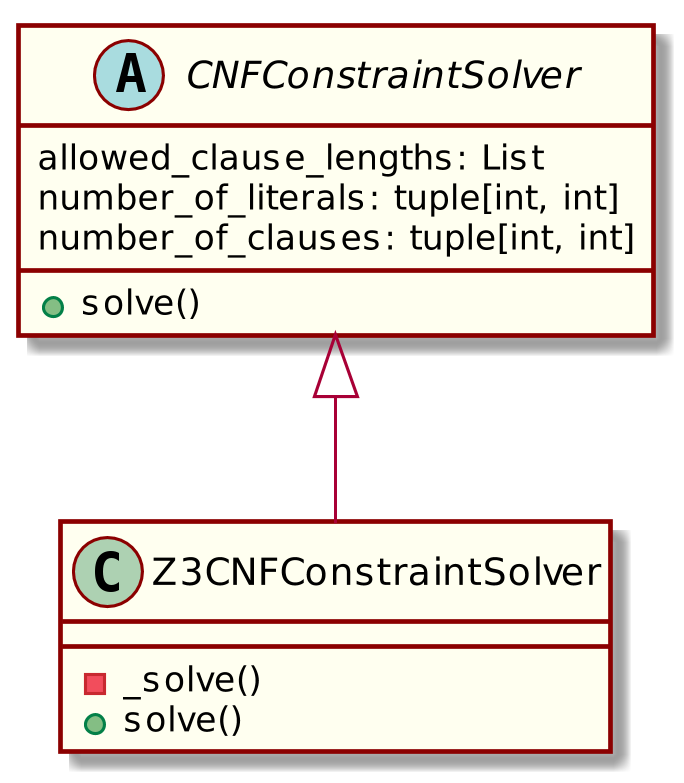 A CNFConstraintSolver
allowed_clause_lengths: List
number_of_literals: tuple[int, int]
number_of_clauses: tuple[int, int]
solve()
C Z3CNFConstraintSolver
_solve()
solve()